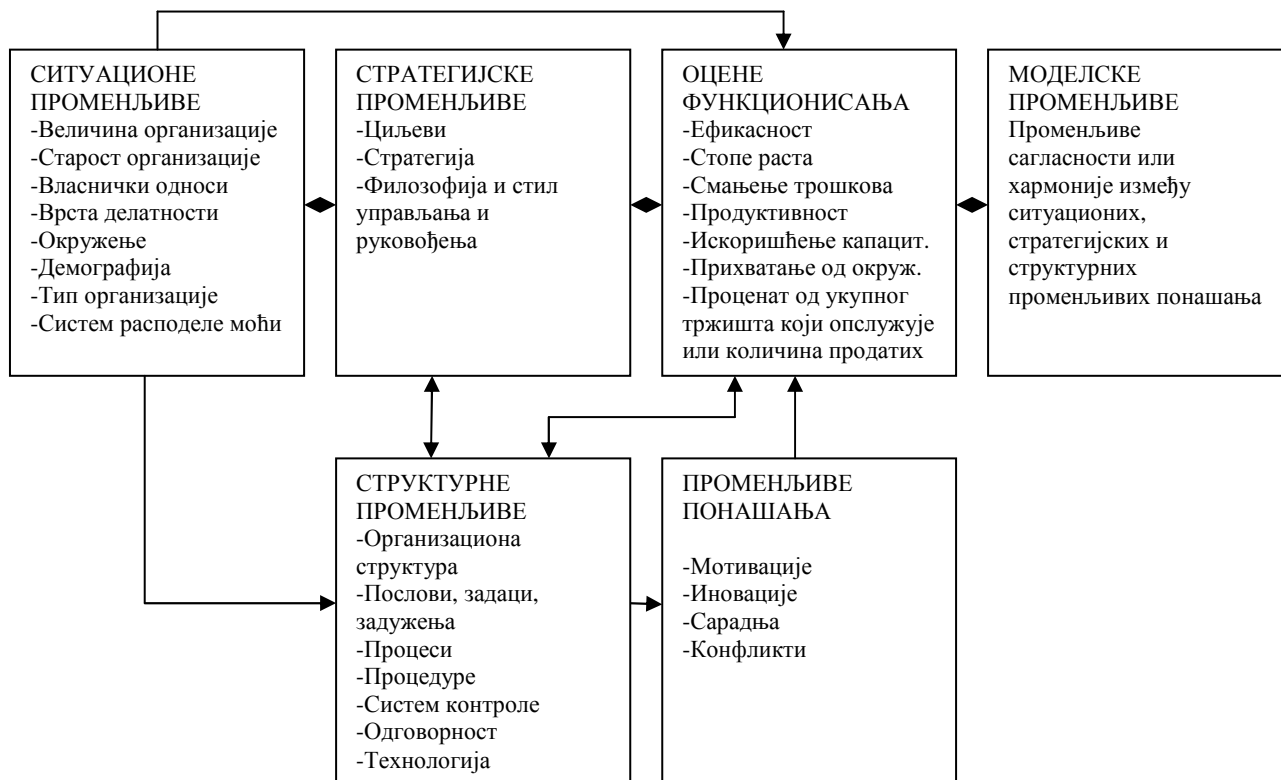 СИТУАЦИОНЕ
ПРОМЕНЉИВЕ
-Величина организације
-Старост организације
-Власнички односи
-Врста делатности
-Окружење
-Демографија
-Тип организације
-Систем расподеле моћи
СТРАТЕГИЈСКЕ
ПРОМЕНЉИВЕ
-Циљеви
-Стратегија
-Филозофија и стил
управљања и
руковођења
ОЦЕНЕ
ФУНКЦИОНИСАЊА
-Ефикасност
-Стопе раста
-Смањење трошкова
-Продуктивност
-Искоришћење капацит.
-Прихватање од окруж.
-Проценат од укупног
тржишта који опслужује
или количина продатих
МОДЕЛСКЕ
ПРОМЕНЉИВЕ
Променљиве
сагласности или
хармоније између
ситуационих,
стратегијских и
структурних
променљивих понашања
СТРУКТУРНЕ
ПРОМЕНЉИВЕ
-Организациона
структура
-Послови, задаци,
задужења
-Процеси
-Процедуре
-Систем контроле
-Одговорност
-Технологија
ПРОМЕНЉИВЕ
ПОНАШАЊА
-Мотивације
-Иновације
-Сарадња
-Конфликти